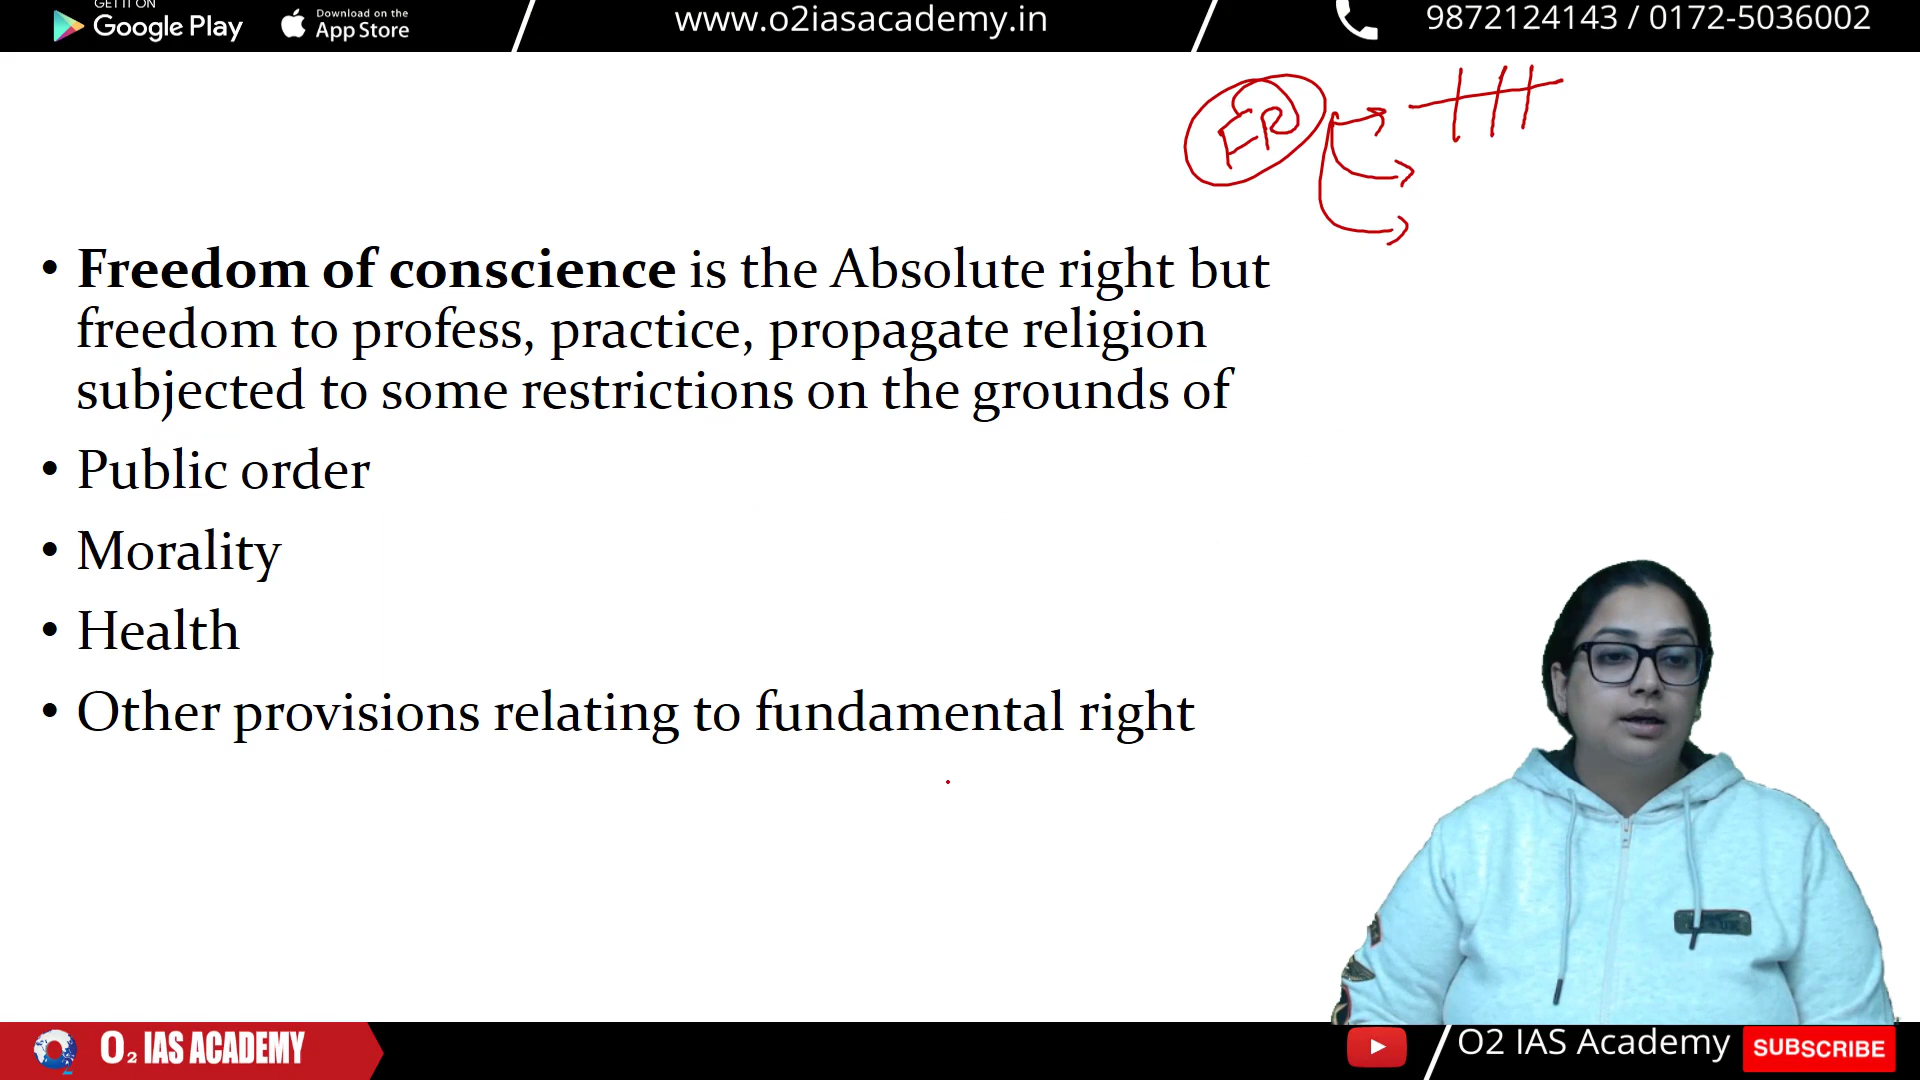 GET IT ON
Google Play
Download on the
App Store
www.o2iasacademy.in
9872124143 / 0172-5036002
• Freedom of conscience is the Absolute right but
freedom to profess, practice, propagate religion
subjected to some restrictions on the grounds of
• Public order
• Morality
• Health
• Other provisions relating to fundamental right
O2 IAS ACADEMY
O2 IAS Academy
SUBSCRIBE